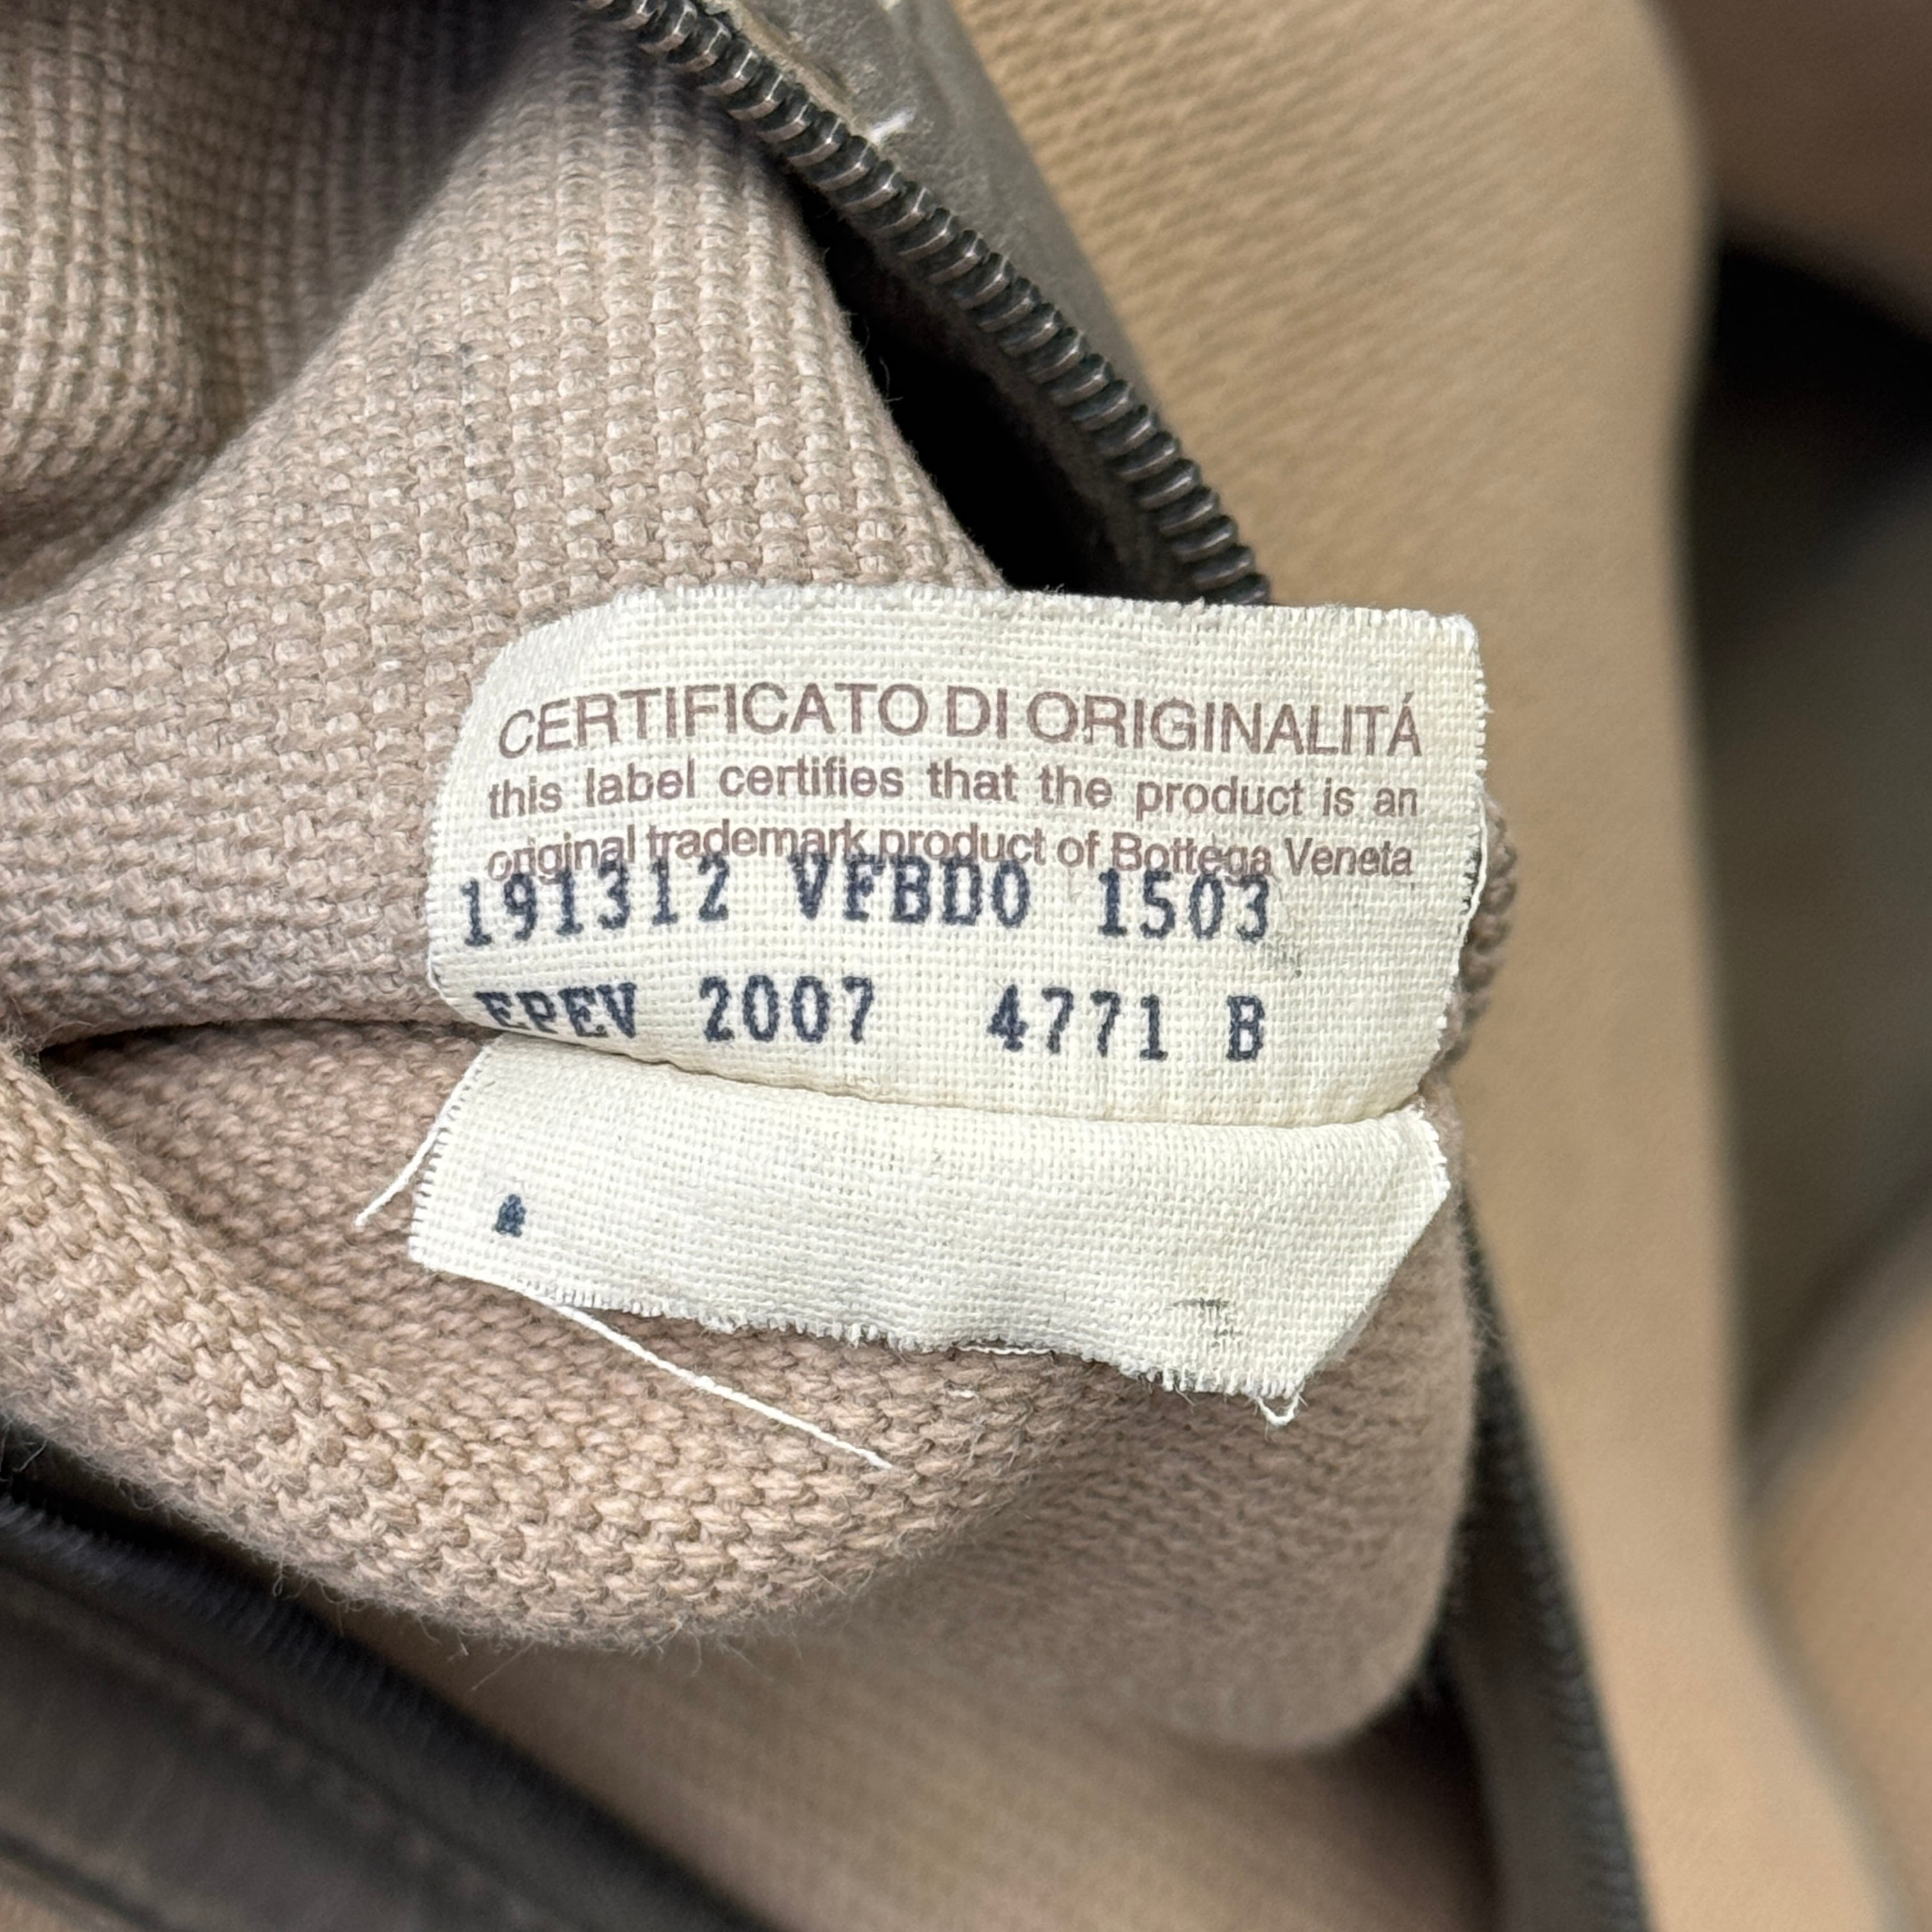 CERTIFICATO DI ORIGINALITÁ
this label certifies that the product is an
original trademark product of Bottega Veneta
191312 VFBD0 1503
EPEV 2007 4771 B
A